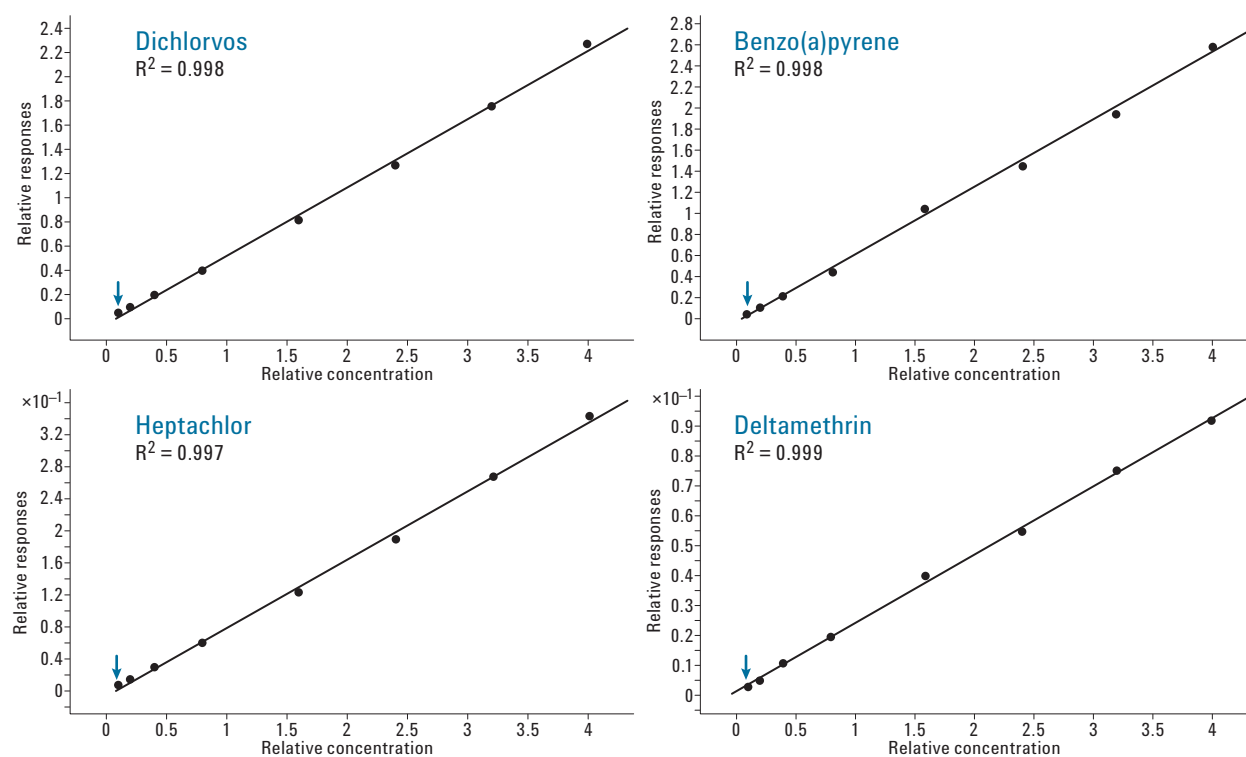 Dichlorvos
R² = 0.998
Relative responses
2.4
2.2
2
1.8
1.6
1.4
1.2
1
0.8
0.6
0.4
0.2
0
0 0.5 1 1.5 2 2.5 3 3.5 4
Relative concentration
Benzo(a)pyrene
R² = 0.998
Relative responses
2.8
2.6
2.4
2.2
2
1.8
1.6
1.4
1.2
1
0.8
0.6
0.4
0.2
0
0 0.5 1 1.5 2 2.5 3 3.5 4
Relative concentration
×10⁻¹
Heptachlor
R² = 0.997
Relative responses
3.2
2.8
2.4
2
1.6
1.2
0.8
0.4
0
0 0.5 1 1.5 2 2.5 3 3.5 4
Relative concentration
×10⁻¹
Deltamethrin
R² = 0.999
Relative responses
0.9
0.8
0.7
0.6
0.5
0.4
0.3
0.2
0.1
0
0 0.5 1 1.5 2 2.5 3 3.5 4
Relative concentration